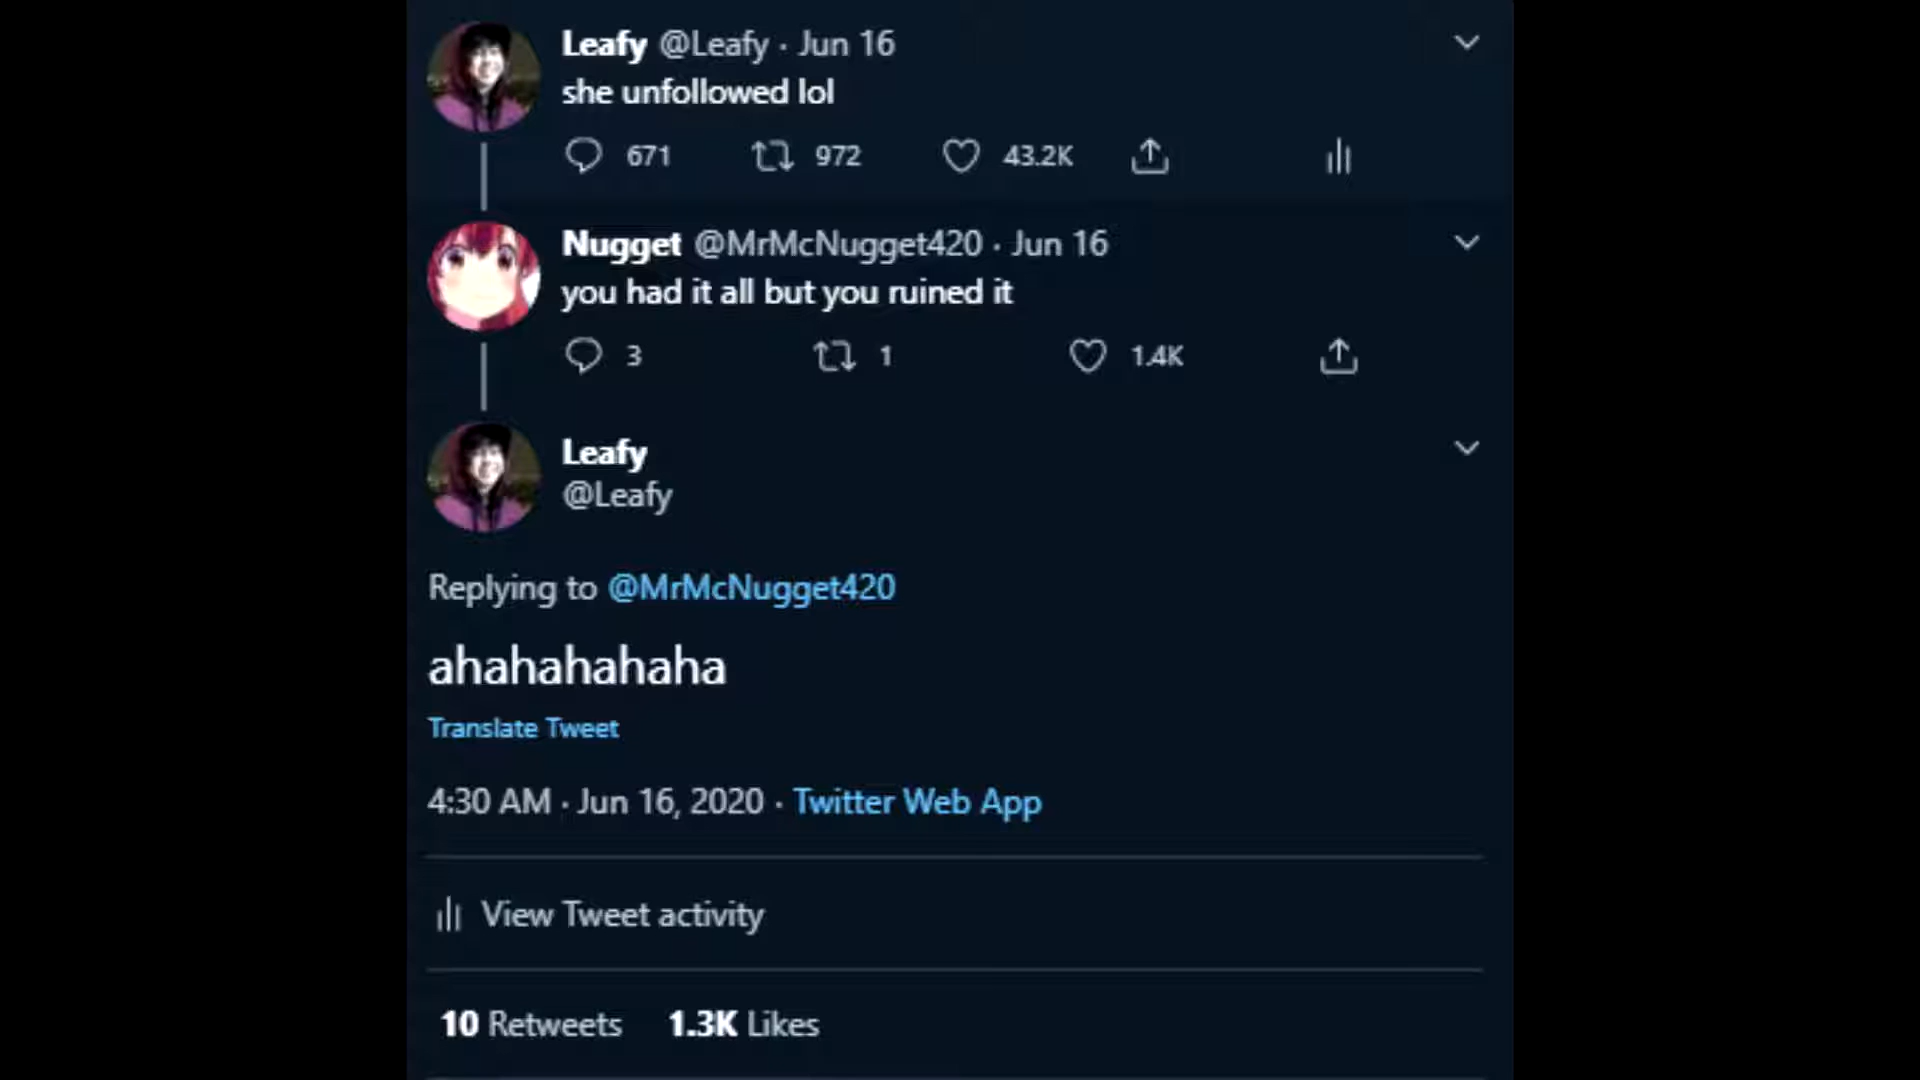 Leafy @Leafy · Jun 16
she unfollowed lol
671 972 43.2K
Nugget @MrMcNugget420 · Jun 16
you had it all but you ruined it
3 1 1.4K
Leafy
@Leafy
Replying to @MrMcNugget420
ahahahahaha
Translate Tweet
4:30 AM · Jun 16, 2020 · Twitter Web App
View Tweet activity
10 Retweets 1.3K Likes